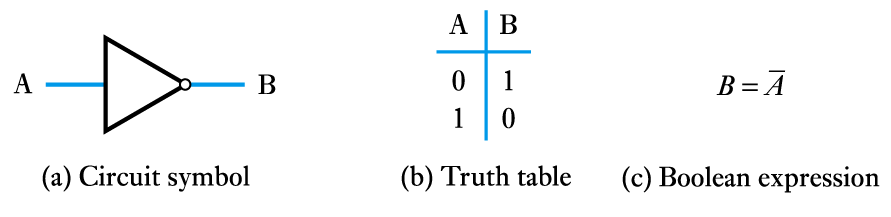 A
B
(a) Circuit symbol
A B
0 1
1 0
(b) Truth table
B = A̅
(c) Boolean expression